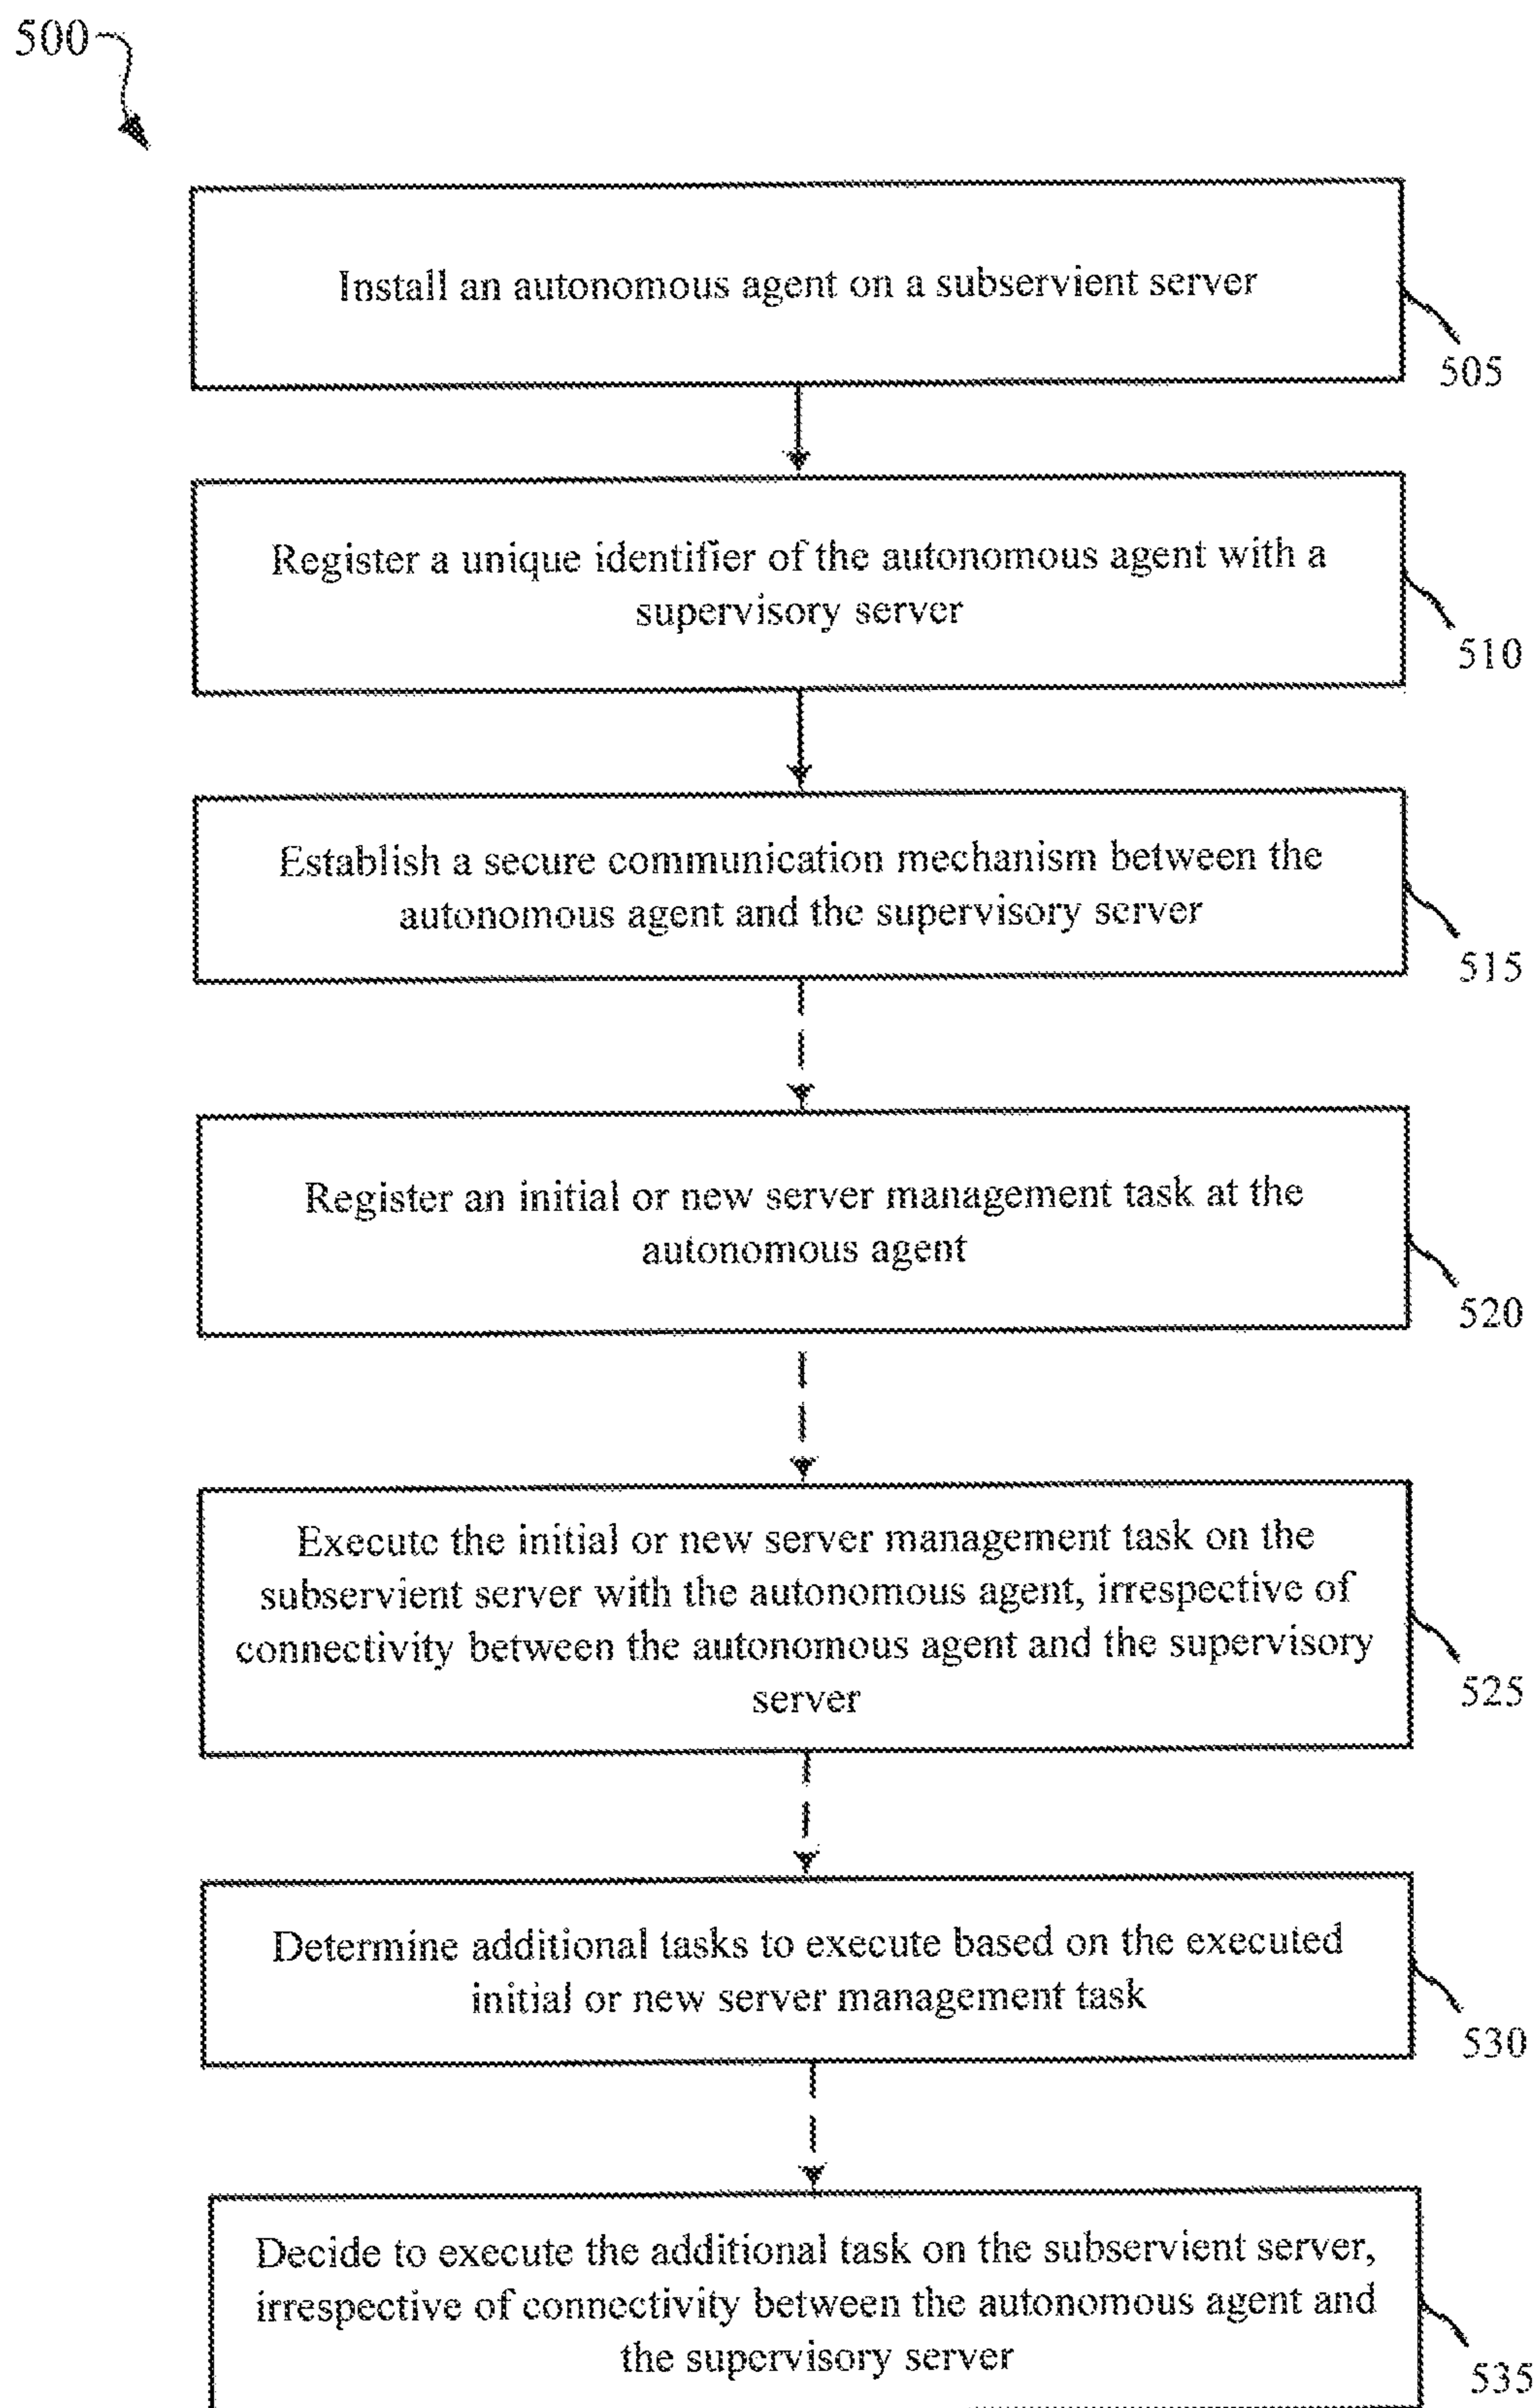 500
Install an autonomous agent on a subservient server
505
Register a unique identifier of the autonomous agent with a
supervisory server
510
Establish a secure communication mechanism between the
autonomous agent and the supervisory server
515
Register an initial or new server management task at the
autonomous agent
520
Execute the initial or new server management task on the
subservient server with the autonomous agent, irrespective of
connectivity between the autonomous agent and the supervisory
server
525
Determine additional tasks to execute based on the executed
initial or new server management task
530
Decide to execute the additional task on the subservient server,
irrespective of connectivity between the autonomous agent and
the supervisory server
535